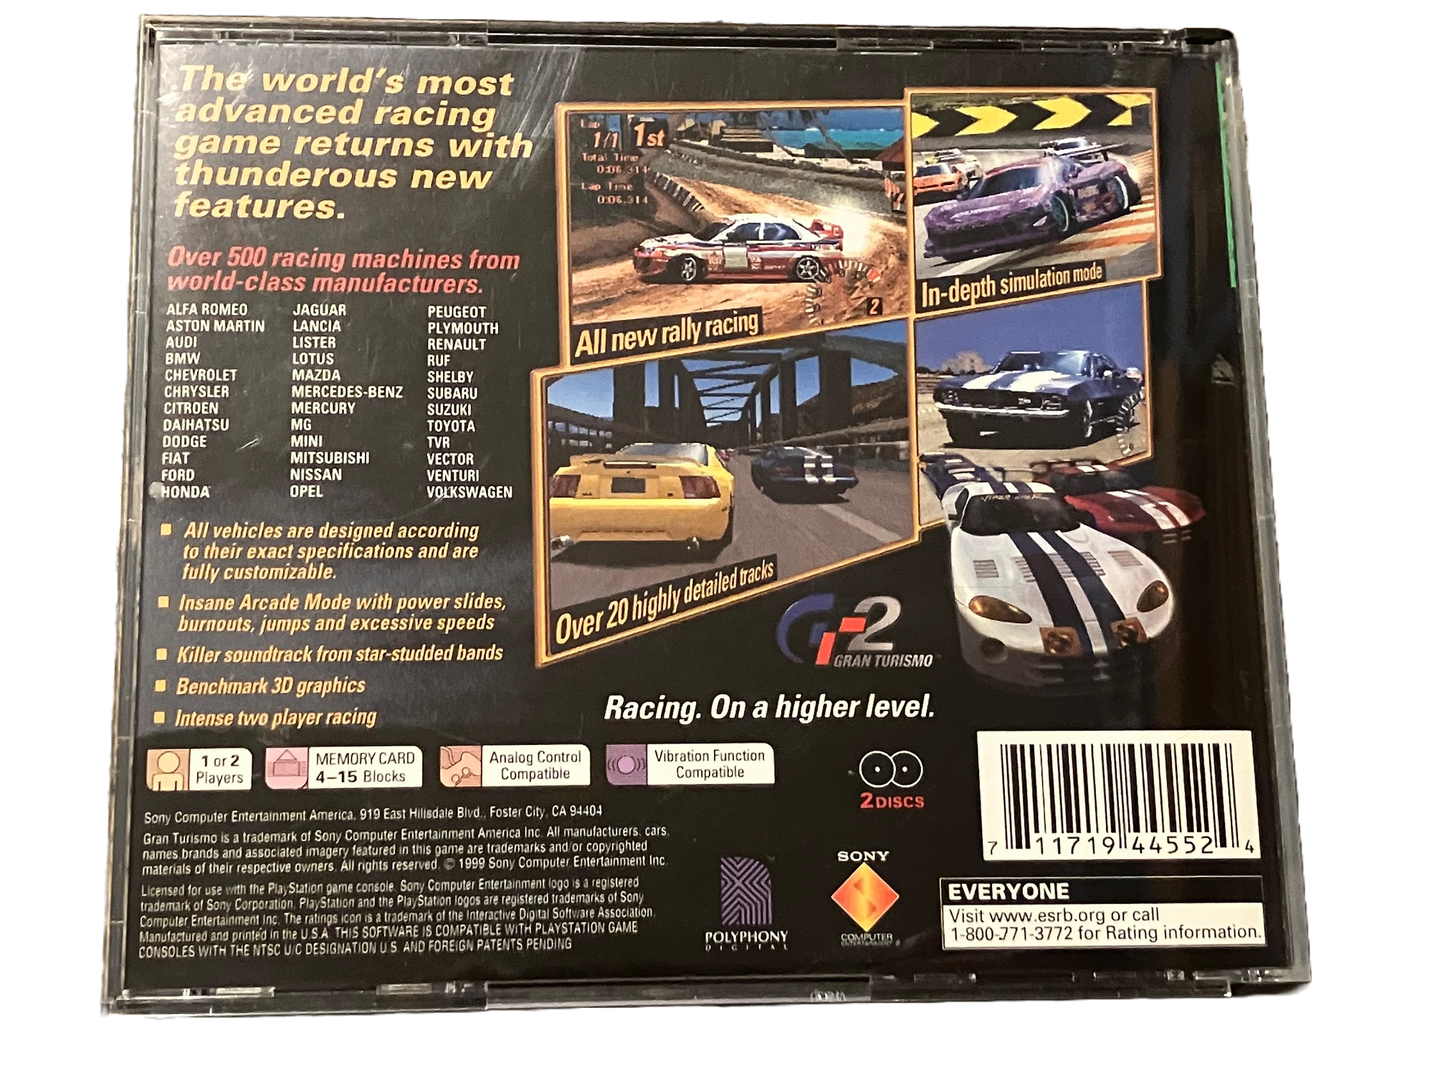 The world's most
advanced racing
game returns with
thunderous new
features.
Over 500 racing machines from
world-class manufacturers.
ALFA ROMEO
ASTON MARTIN
AUDI
BMW
CHEVROLET
CHRYSLER
CITROEN
DAIHATSU
DODGE
FIAT
FORD
HONDA
JAGUAR
LANCIA
LISTER
LOTUS
MAZDA
MERCEDES-BENZ
MERCURY
MG
MINI
MITSUBISHI
NISSAN
OPEL
PEUGEOT
PLYMOUTH
RENAULT
RUF
SHELBY
SUBARU
SUZUKI
TOYOTA
TVR
VECTOR
VENTURI
VOLKSWAGEN
All vehicles are designed according
to their exact specifications and are
fully customizable.
Insane Arcade Mode with power slides,
burnouts, jumps and excessive speeds
Killer soundtrack from star-studded bands
Benchmark 3D graphics
Intense two player racing
Lap
1/1 1st
Total Time
0:06.314
Lap Time
0:06.314
2
All new rally racing
In-depth simulation mode
Over 20 highly detailed tracks
GT2
GRAN TURISMO
Racing. On a higher level.
1 or 2
Players
MEMORY CARD
4–15 Blocks
Analog Control
Compatible
Vibration Function
Compatible
2 DISCS
Sony Computer Entertainment America, 919 East Hillsdale Blvd., Foster City, CA 94404
Gran Turismo is a trademark of Sony Computer Entertainment America Inc. All manufacturers, cars,
names,brands and associated imagery featured in this game are trademarks and/or copyrighted
materials of their respective owners. All rights reserved. © 1999 Sony Computer Entertainment Inc.
Licensed for use with the PlayStation game console. Sony Computer Entertainment logo is a registered
trademark of Sony Corporation. PlayStation and the PlayStation logos are registered trademarks of Sony
Computer Entertainment Inc. The ratings icon is a trademark of the Interactive Digital Software Association.
Manufactured and printed in the U.S.A. THIS SOFTWARE IS COMPATIBLE WITH PLAYSTATION GAME
CONSOLES WITH THE NTSC U/C DESIGNATION U.S. AND FOREIGN PATENTS PENDING
POLYPHONY
DIGITAL
SONY
COMPUTER
ENTERTAINMENT
7 11719 44552 4
EVERYONE
Visit www.esrb.org or call
1-800-771-3772 for Rating information.